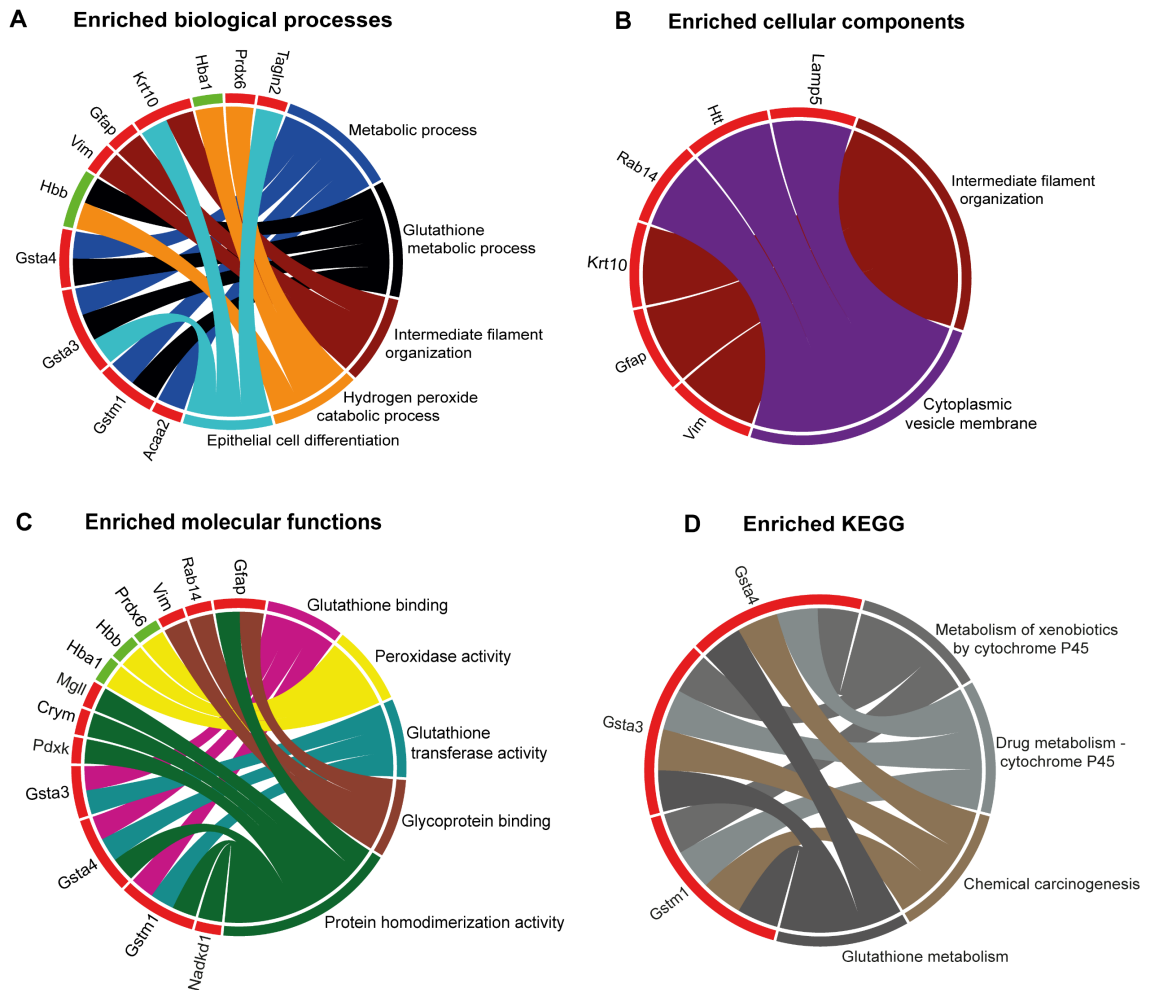 A
Enriched biological processes
Hbb
Vim
Gfap
Krt10
Hba1
Prdx6
Tagln2
Metabolic process
Glutathione
metabolic process
Intermediate filament
organization
Hydrogen peroxide
catabolic process
Epithelial cell differentiation
Acaa2
Gstm1
Gsta3
Gsta4
B
Enriched cellular components
Krt10
Rab14
Htt
Lamp5
Intermediate filament
organization
Cytoplasmic
vesicle membrane
Vim
Gfap
C
Enriched molecular functions
Mgll
Hba1
Hbb
Prdx6
Vim
Rab14
Gfap
Glutathione binding
Peroxidase activity
Glutathione
transferase activity
Glycoprotein binding
Protein homodimerization activity
Nadkd1
Gstm1
Gsta4
Gsta3
Pdxk
Crym
D
Enriched KEGG
Gsta4
Metabolism of xenobiotics
by cytochrome P45
Drug metabolism -
cytochrome P45
Chemical carcinogenesis
Glutathione metabolism
Gstm1
Gsta3